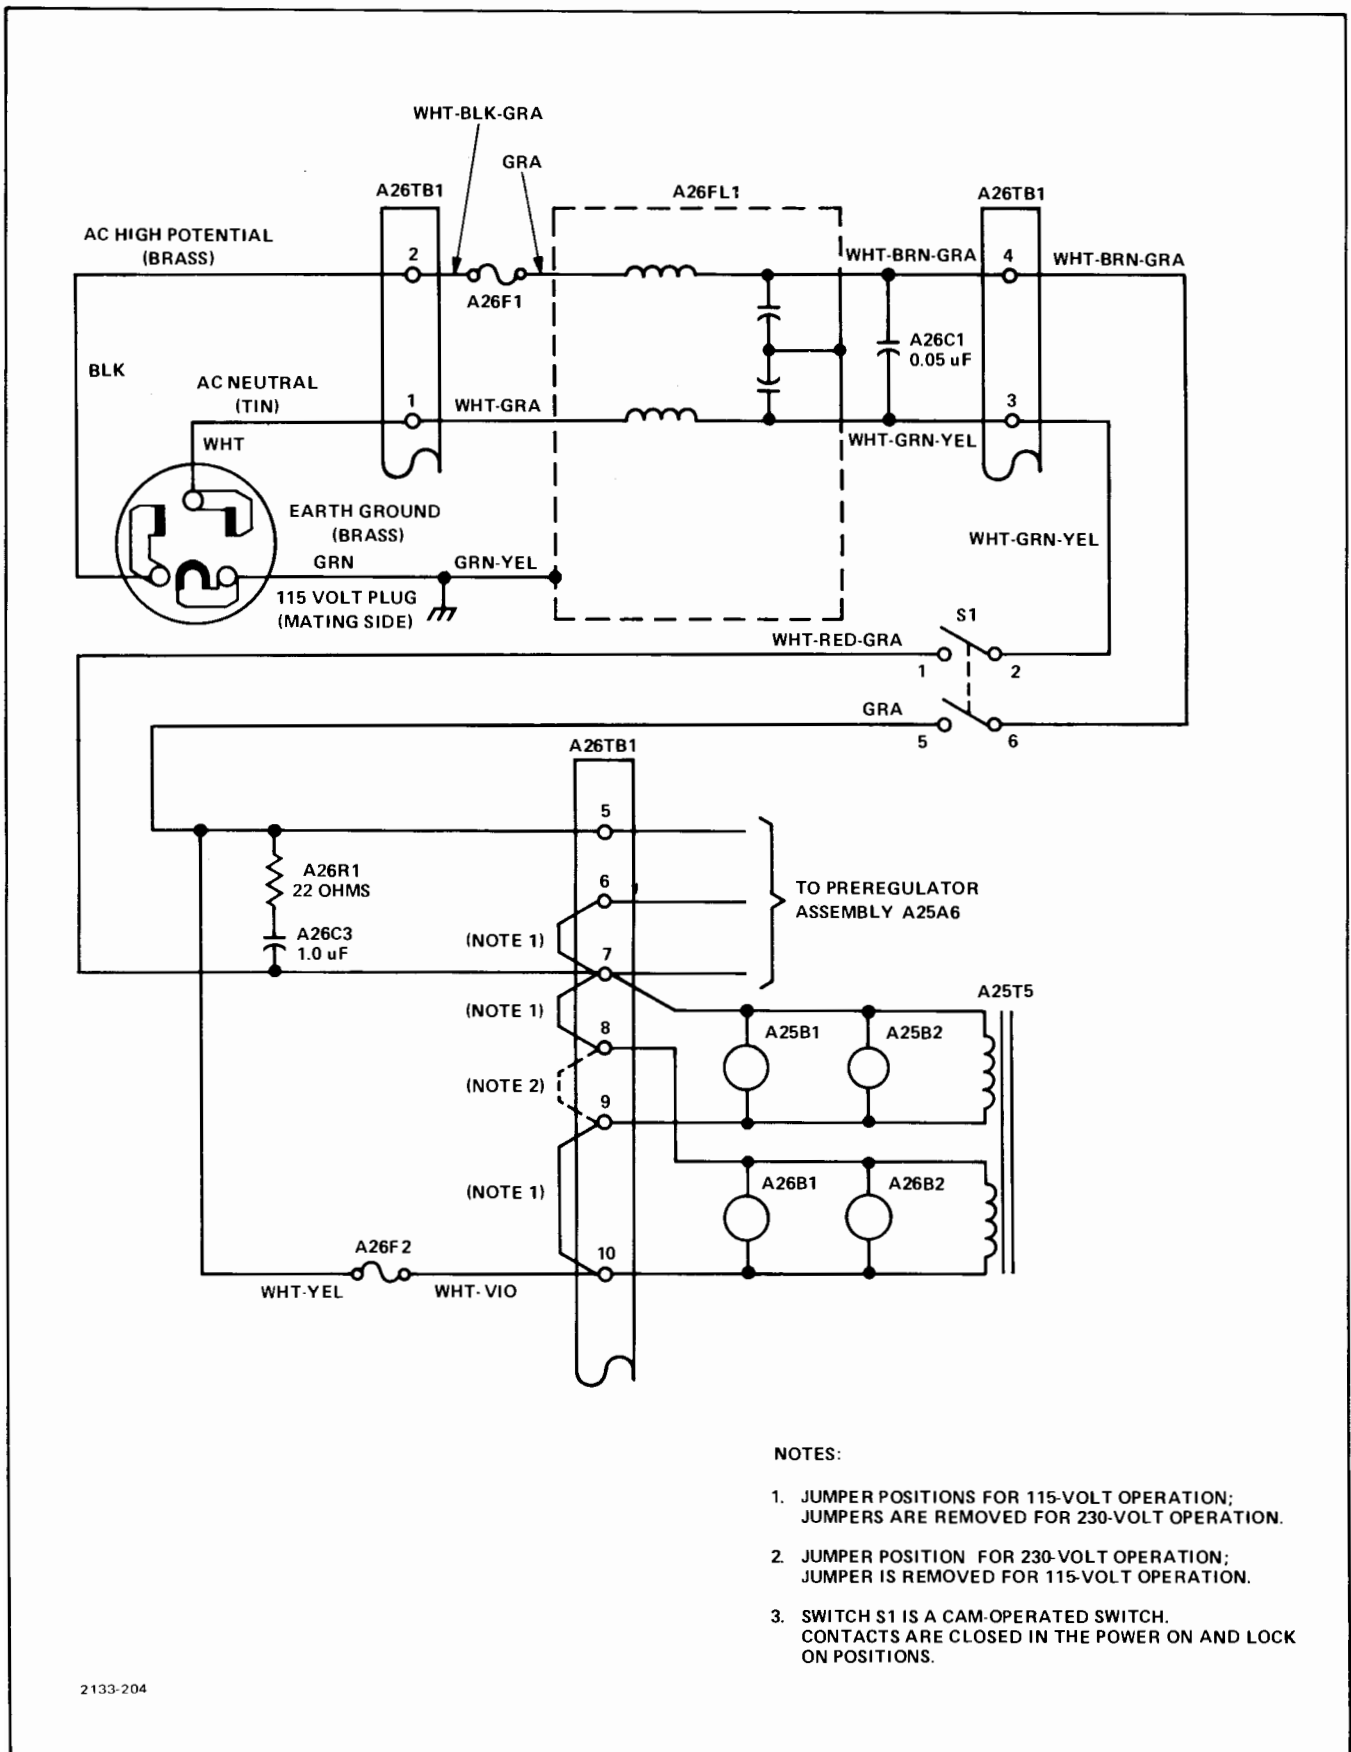 WHT-BLK-GRA
GRA
A26TB1
A26FL1
A26TB1
AC HIGH POTENTIAL
(BRASS)
2
A26F1
WHT-BRN-GRA
4
WHT-BRN-GRA
BLK
A26C1
0.05 uF
AC NEUTRAL
(TIN)
1
WHT-GRA
3
WHT
WHT-GRN-YEL
EARTH GROUND
(BRASS)
WHT-GRN-YEL
GRN
GRN-YEL
115 VOLT PLUG
(MATING SIDE)
S1
WHT-RED-GRA
1
2
GRA
5
6
A26TB1
5
A26R1
22 OHMS
6
TO PREREGULATOR
ASSEMBLY A25A6
A26C3
1.0 uF
(NOTE 1)
7
A25T5
(NOTE 1)
8
A25B1
A25B2
(NOTE 2)
9
(NOTE 1)
A26B1
A26B2
A26F2
10
WHT-YEL
WHT-VIO
NOTES:
1. JUMPER POSITIONS FOR 115-VOLT OPERATION;
JUMPERS ARE REMOVED FOR 230-VOLT OPERATION.
2. JUMPER POSITION FOR 230-VOLT OPERATION;
JUMPER IS REMOVED FOR 115-VOLT OPERATION.
3. SWITCH S1 IS A CAM-OPERATED SWITCH.
CONTACTS ARE CLOSED IN THE POWER ON AND LOCK
ON POSITIONS.
2133-204